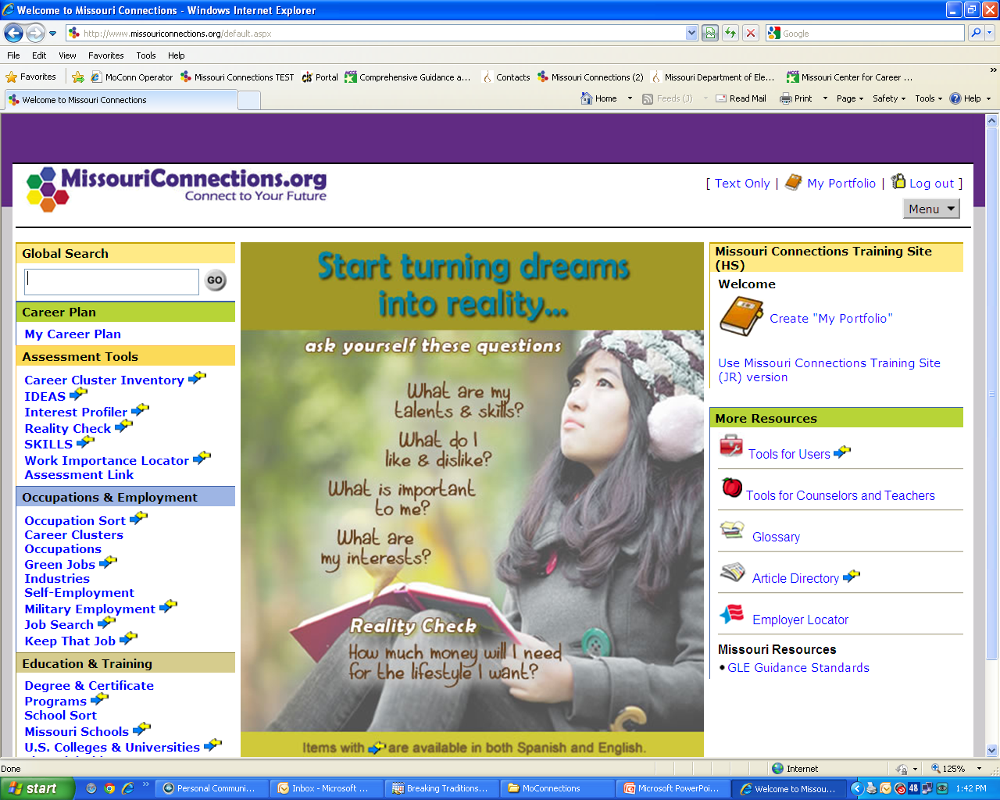 Welcome to Missouri Connections - Windows Internet Explorer
http://www.missouriconnections.org/default.aspx
Google
File Edit View Favorites Tools Help
Favorites MoConn Operator Missouri Connections TEST Portal Comprehensive Guidance a... Contacts Missouri Connections (2) Missouri Department of Ele... Missouri Center for Career ...
Welcome to Missouri Connections
Home Feeds (J) Read Mail Print Page Safety Tools Help
MissouriConnections.org
Connect to Your Future
[ Text Only | My Portfolio | Log out ]
Menu
Global Search
GO
Career Plan
My Career Plan
Assessment Tools
Career Cluster Inventory
IDEAS
Interest Profiler
Reality Check
SKILLS
Work Importance Locator
Assessment Link
Occupations & Employment
Occupation Sort
Career Clusters
Occupations
Green Jobs
Industries
Self-Employment
Military Employment
Job Search
Keep That Job
Education & Training
Degree & Certificate
Programs
School Sort
Missouri Schools
U.S. Colleges & Universities
Start turning dreams
into reality...
ask yourself these questions
What are my
talents & skills?
What do I
like & dislike?
What is important
to me?
What are
my interests?
Reality Check
How much money will I need
for the lifestyle I want?
Items with are available in both Spanish and English.
Missouri Connections Training Site
(HS)
Welcome
Create "My Portfolio"
Use Missouri Connections Training Site
(JR) version
More Resources
Tools for Users
Tools for Counselors and Teachers
Glossary
Article Directory
Employer Locator
Missouri Resources
GLE Guidance Standards
Done
Internet
125%
start
Personal Communi...
Inbox - Microsoft ...
Breaking Traditions...
MoConnections
Microsoft PowerPoi...
Welcome to Missou...
48
1:42 PM